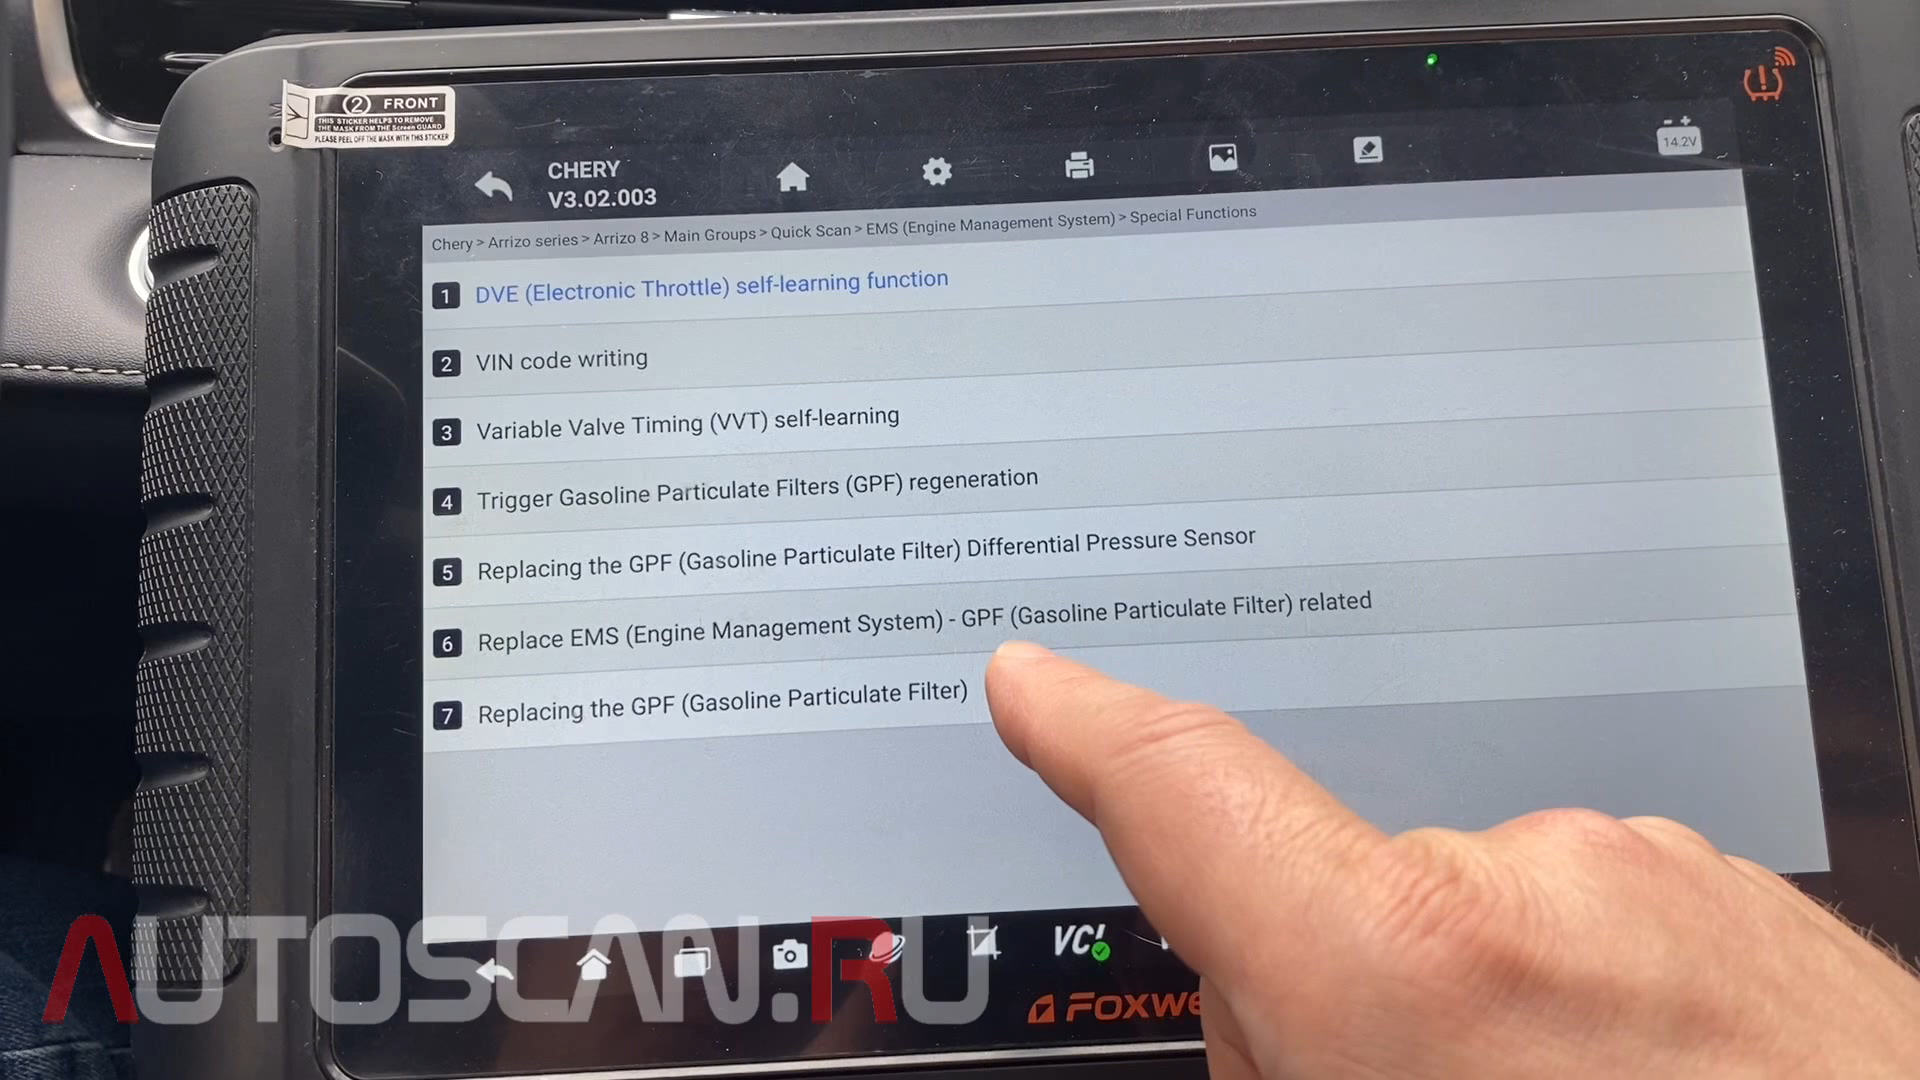 2 FRONT
THIS STICKER HELPS TO REMOVE
THE MASK FROM THE Screen GUARD
PLEASE PEEL OFF THE MASK WITH THIS STICKER
CHERY
V3.02.003
14.2V
Chery > Arrizo series > Arrizo 8 > Main Groups > Quick Scan > EMS (Engine Management System) > Special Functions
1 DVE (Electronic Throttle) self-learning function
2 VIN code writing
3 Variable Valve Timing (VVT) self-learning
4 Trigger Gasoline Particulate Filters (GPF) regeneration
5 Replacing the GPF (Gasoline Particulate Filter) Differential Pressure Sensor
6 Replace EMS (Engine Management System) - GPF (Gasoline Particulate Filter) related
7 Replacing the GPF (Gasoline Particulate Filter)
VCI
FOXWE
AUTOSCAN.RU